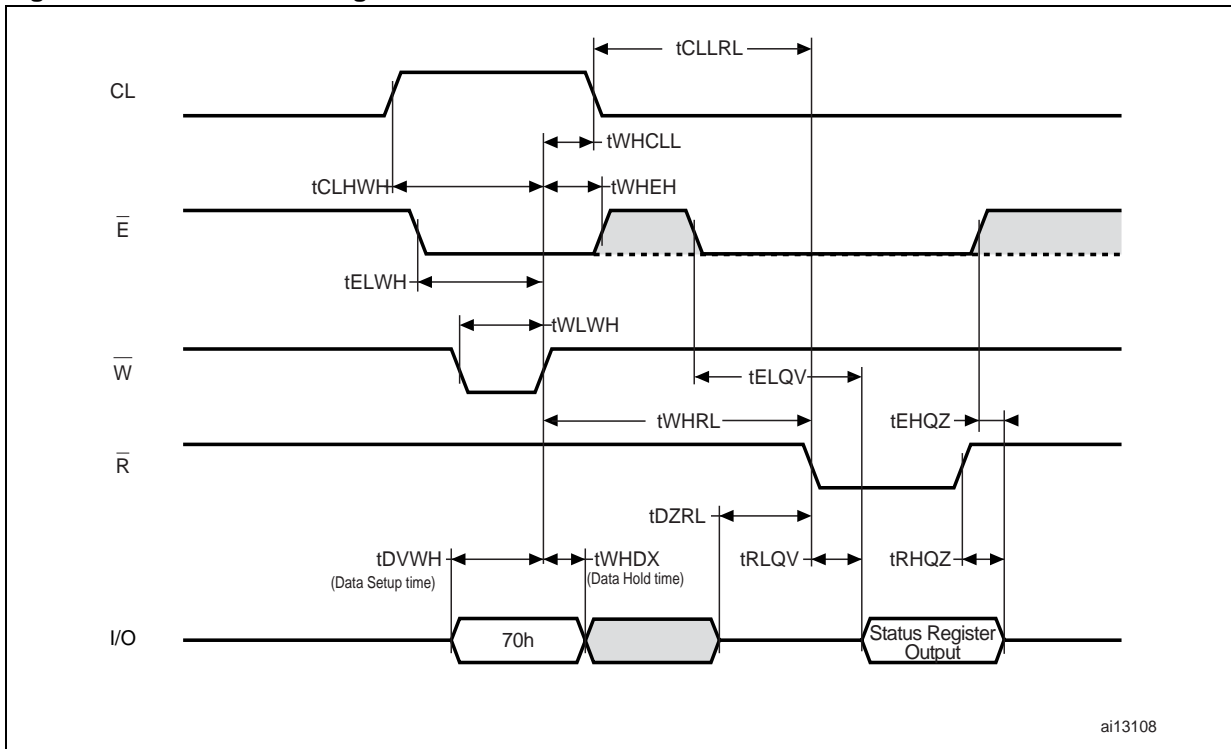 tCLLRL
CL
tWHCLL
tCLHWH
tWHEH
E
tELWH
tWLWH
W
tELQV
tWHRL
tEHQZ
R
tDZRL
tDVWH
tWHDX
tRLQV
tRHQZ
(Data Setup time)
(Data Hold time)
I/O
70h
Status Register
Output
ai13108